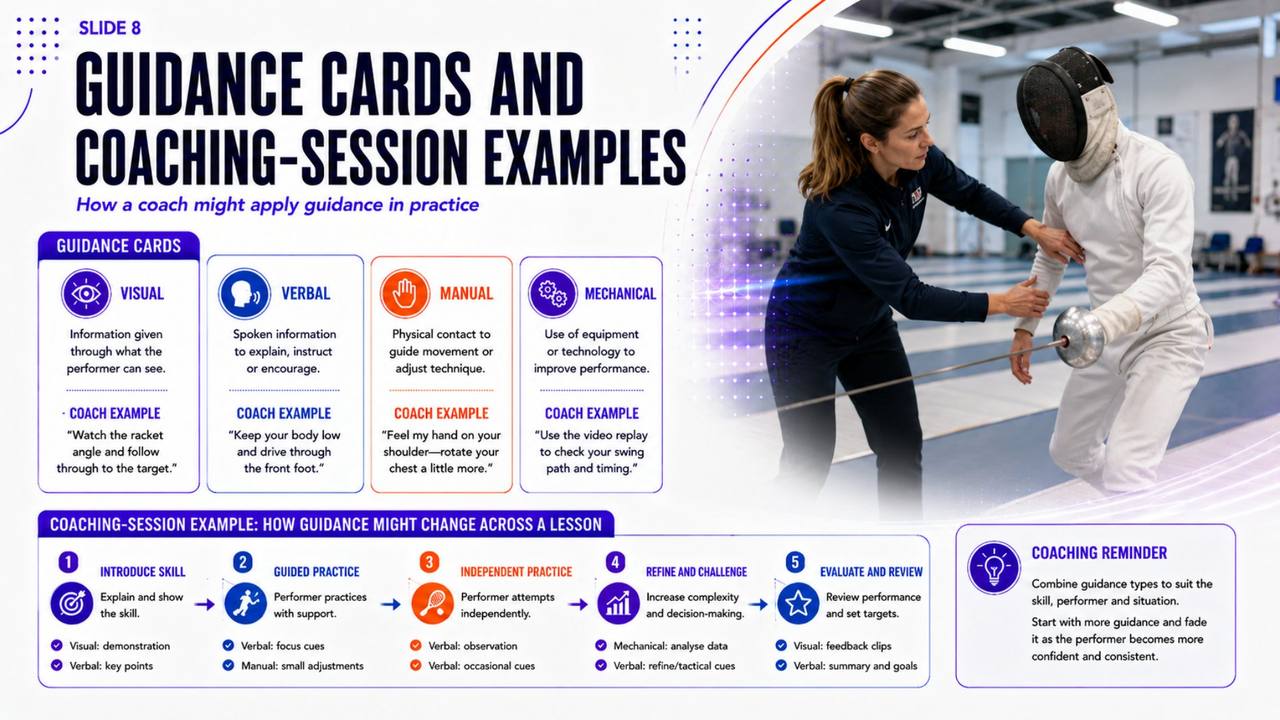 SLIDE 8
GUIDANCE CARDS AND
COACHING-SESSION EXAMPLES
How a coach might apply guidance in practice
GUIDANCE CARDS
VISUAL
Information given
through what the
performer can see.
COACH EXAMPLE
“Watch the racket
angle and follow
through to the target.”
VERBAL
Spoken information
to explain, instruct
or encourage.
COACH EXAMPLE
“Keep your body low
and drive through
the front foot.”
MANUAL
Physical contact to
guide movement or
adjust technique.
COACH EXAMPLE
“Feel my hand on your
shoulder—rotate your
chest a little more.”
MECHANICAL
Use of equipment
or technology to
improve performance.
COACH EXAMPLE
“Use the video replay
to check your swing
path and timing.”
COACHING-SESSION EXAMPLE: HOW GUIDANCE MIGHT CHANGE ACROSS A LESSON
1
INTRODUCE SKILL
Explain and show
the skill.
Visual: demonstration
Verbal: key points
2
GUIDED PRACTICE
Performer practices
with support.
Verbal: focus cues
Manual: small adjustments
3
INDEPENDENT PRACTICE
Performer attempts
independently.
Verbal: observation
Verbal: occasional cues
4
REFINE AND CHALLENGE
Increase complexity
and decision-making.
Mechanical: analyse data
Verbal: refine/tactical cues
5
EVALUATE AND REVIEW
Review performance
and set targets.
Visual: feedback clips
Verbal: summary and goals
COACHING REMINDER
Combine guidance types to suit the
skill, performer and situation.
Start with more guidance and fade
it as the performer becomes more
confident and consistent.